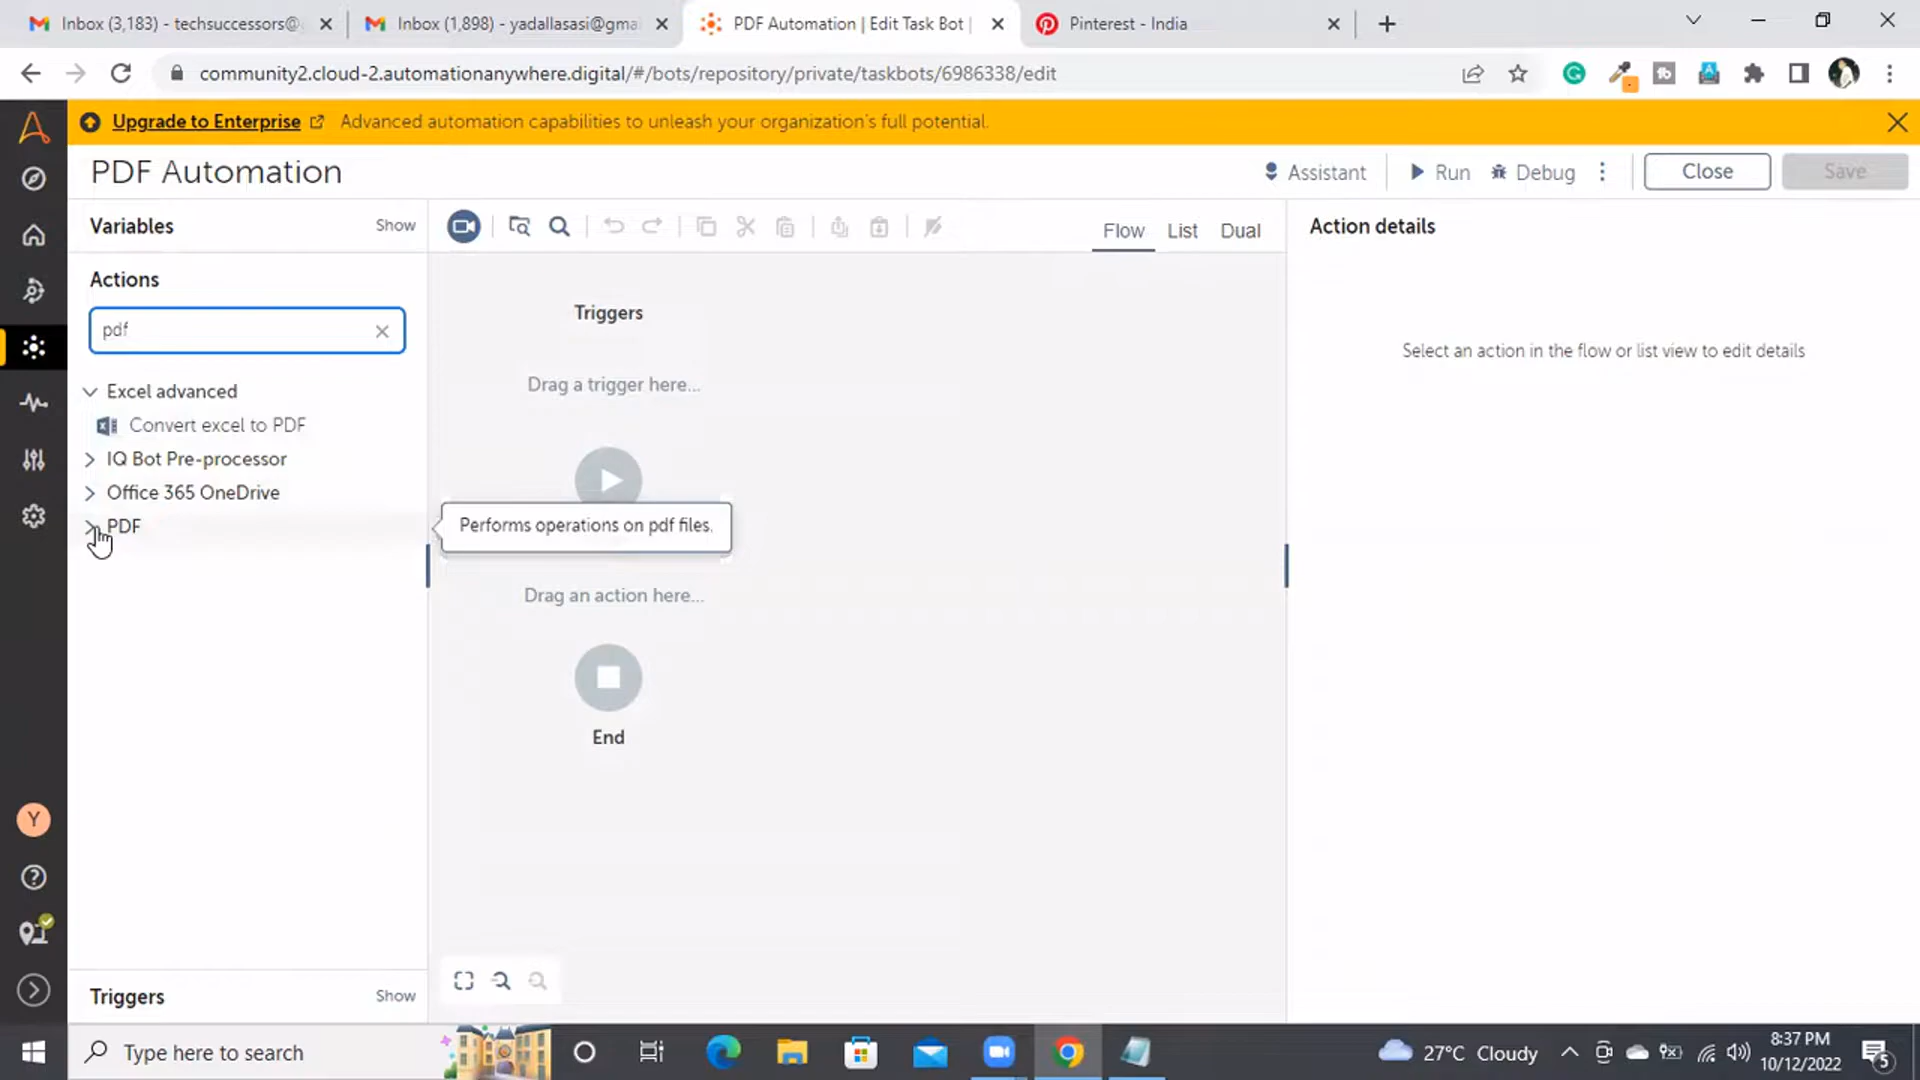 Inbox (3,183) - techsuccessors@
Inbox (1,898) - yadallasasi@gma
PDF Automation | Edit Task Bot |
Pinterest - India
community2.cloud-2.automationanywhere.digital/#/bots/repository/private/taskbots/6986338/edit
Upgrade to Enterprise Advanced automation capabilities to unleash your organization's full potential.
PDF Automation
Assistant
Run
Debug
Close
Save
Variables
Show
Flow
List
Dual
Action details
Actions
pdf
Excel advanced
Convert excel to PDF
IQ Bot Pre-processor
Office 365 OneDrive
PDF
Triggers
Drag a trigger here...
Performs operations on pdf files.
Drag an action here...
End
Select an action in the flow or list view to edit details
Y
Triggers
Show
Type here to search
27°C Cloudy
8:37 PM
10/12/2022
5